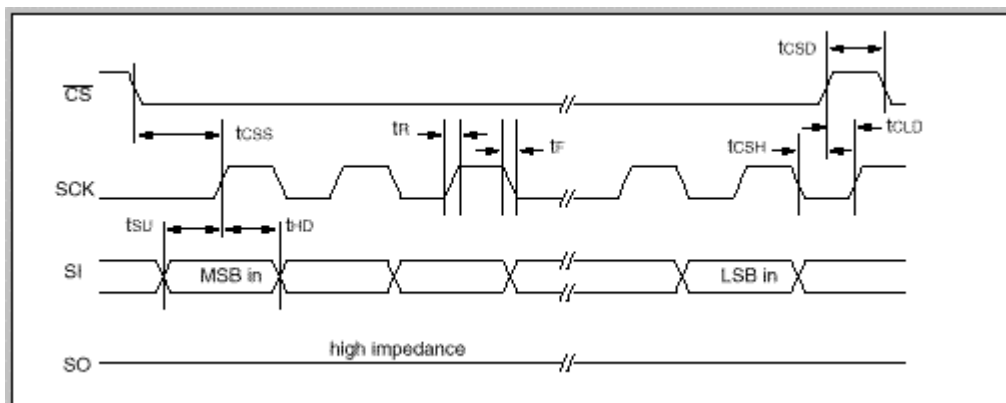 tCSD
CS
tCSS
tR
tF
tCSH
tCLD
SCK
tSU
tHD
SI
MSB in
LSB in
high impedance
SO